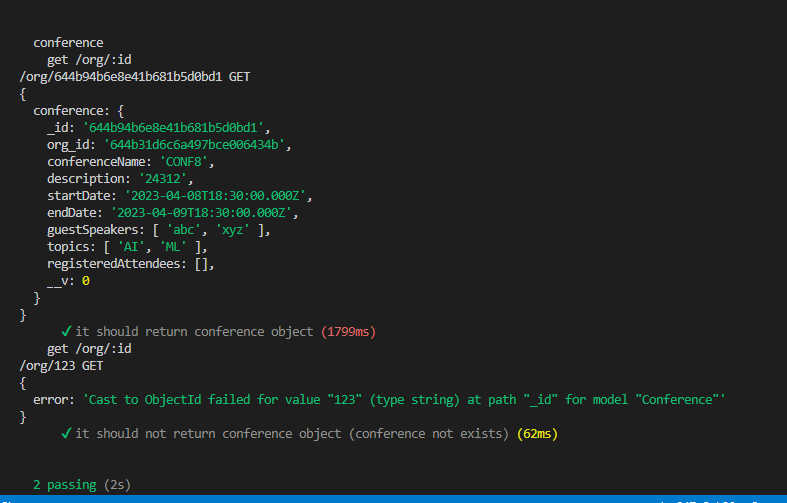 conference
get /org/:id
/org/644b94b6e8e41b681b5d0bd1 GET
{
conference: {
_id: '644b94b6e8e41b681b5d0bd1',
org_id: '644b31d6c6a497bce006434b',
conferenceName: 'CONF8',
description: '24312',
startDate: '2023-04-08T18:30:00.000Z',
endDate: '2023-04-09T18:30:00.000Z',
guestSpeakers: [ 'abc', 'xyz' ],
topics: [ 'AI', 'ML' ],
registeredAttendees: [],
__v: 0
}
}
✓ it should return conference object (1799ms)
get /org/:id
/org/123 GET
{
error: 'Cast to ObjectId failed for value "123" (type string) at path "_id" for model "Conference"'
}
✓ it should not return conference object (conference not exists) (62ms)
2 passing (2s)